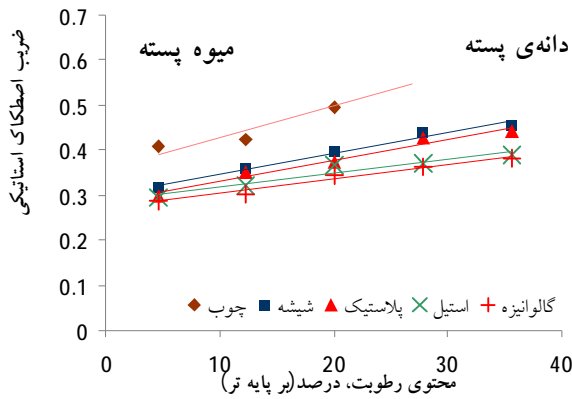 میوه پسته
دانه‌ی پسته
ضریب اصطکاک استاتیکی
0.7
0.6
0.5
0.4
0.3
0.2
0.1
0
چوب شیشه پلاستیک استیل گالوانیزه
0 10 20 30 40
محتوی رطوبت، درصد(بر پایه تر)